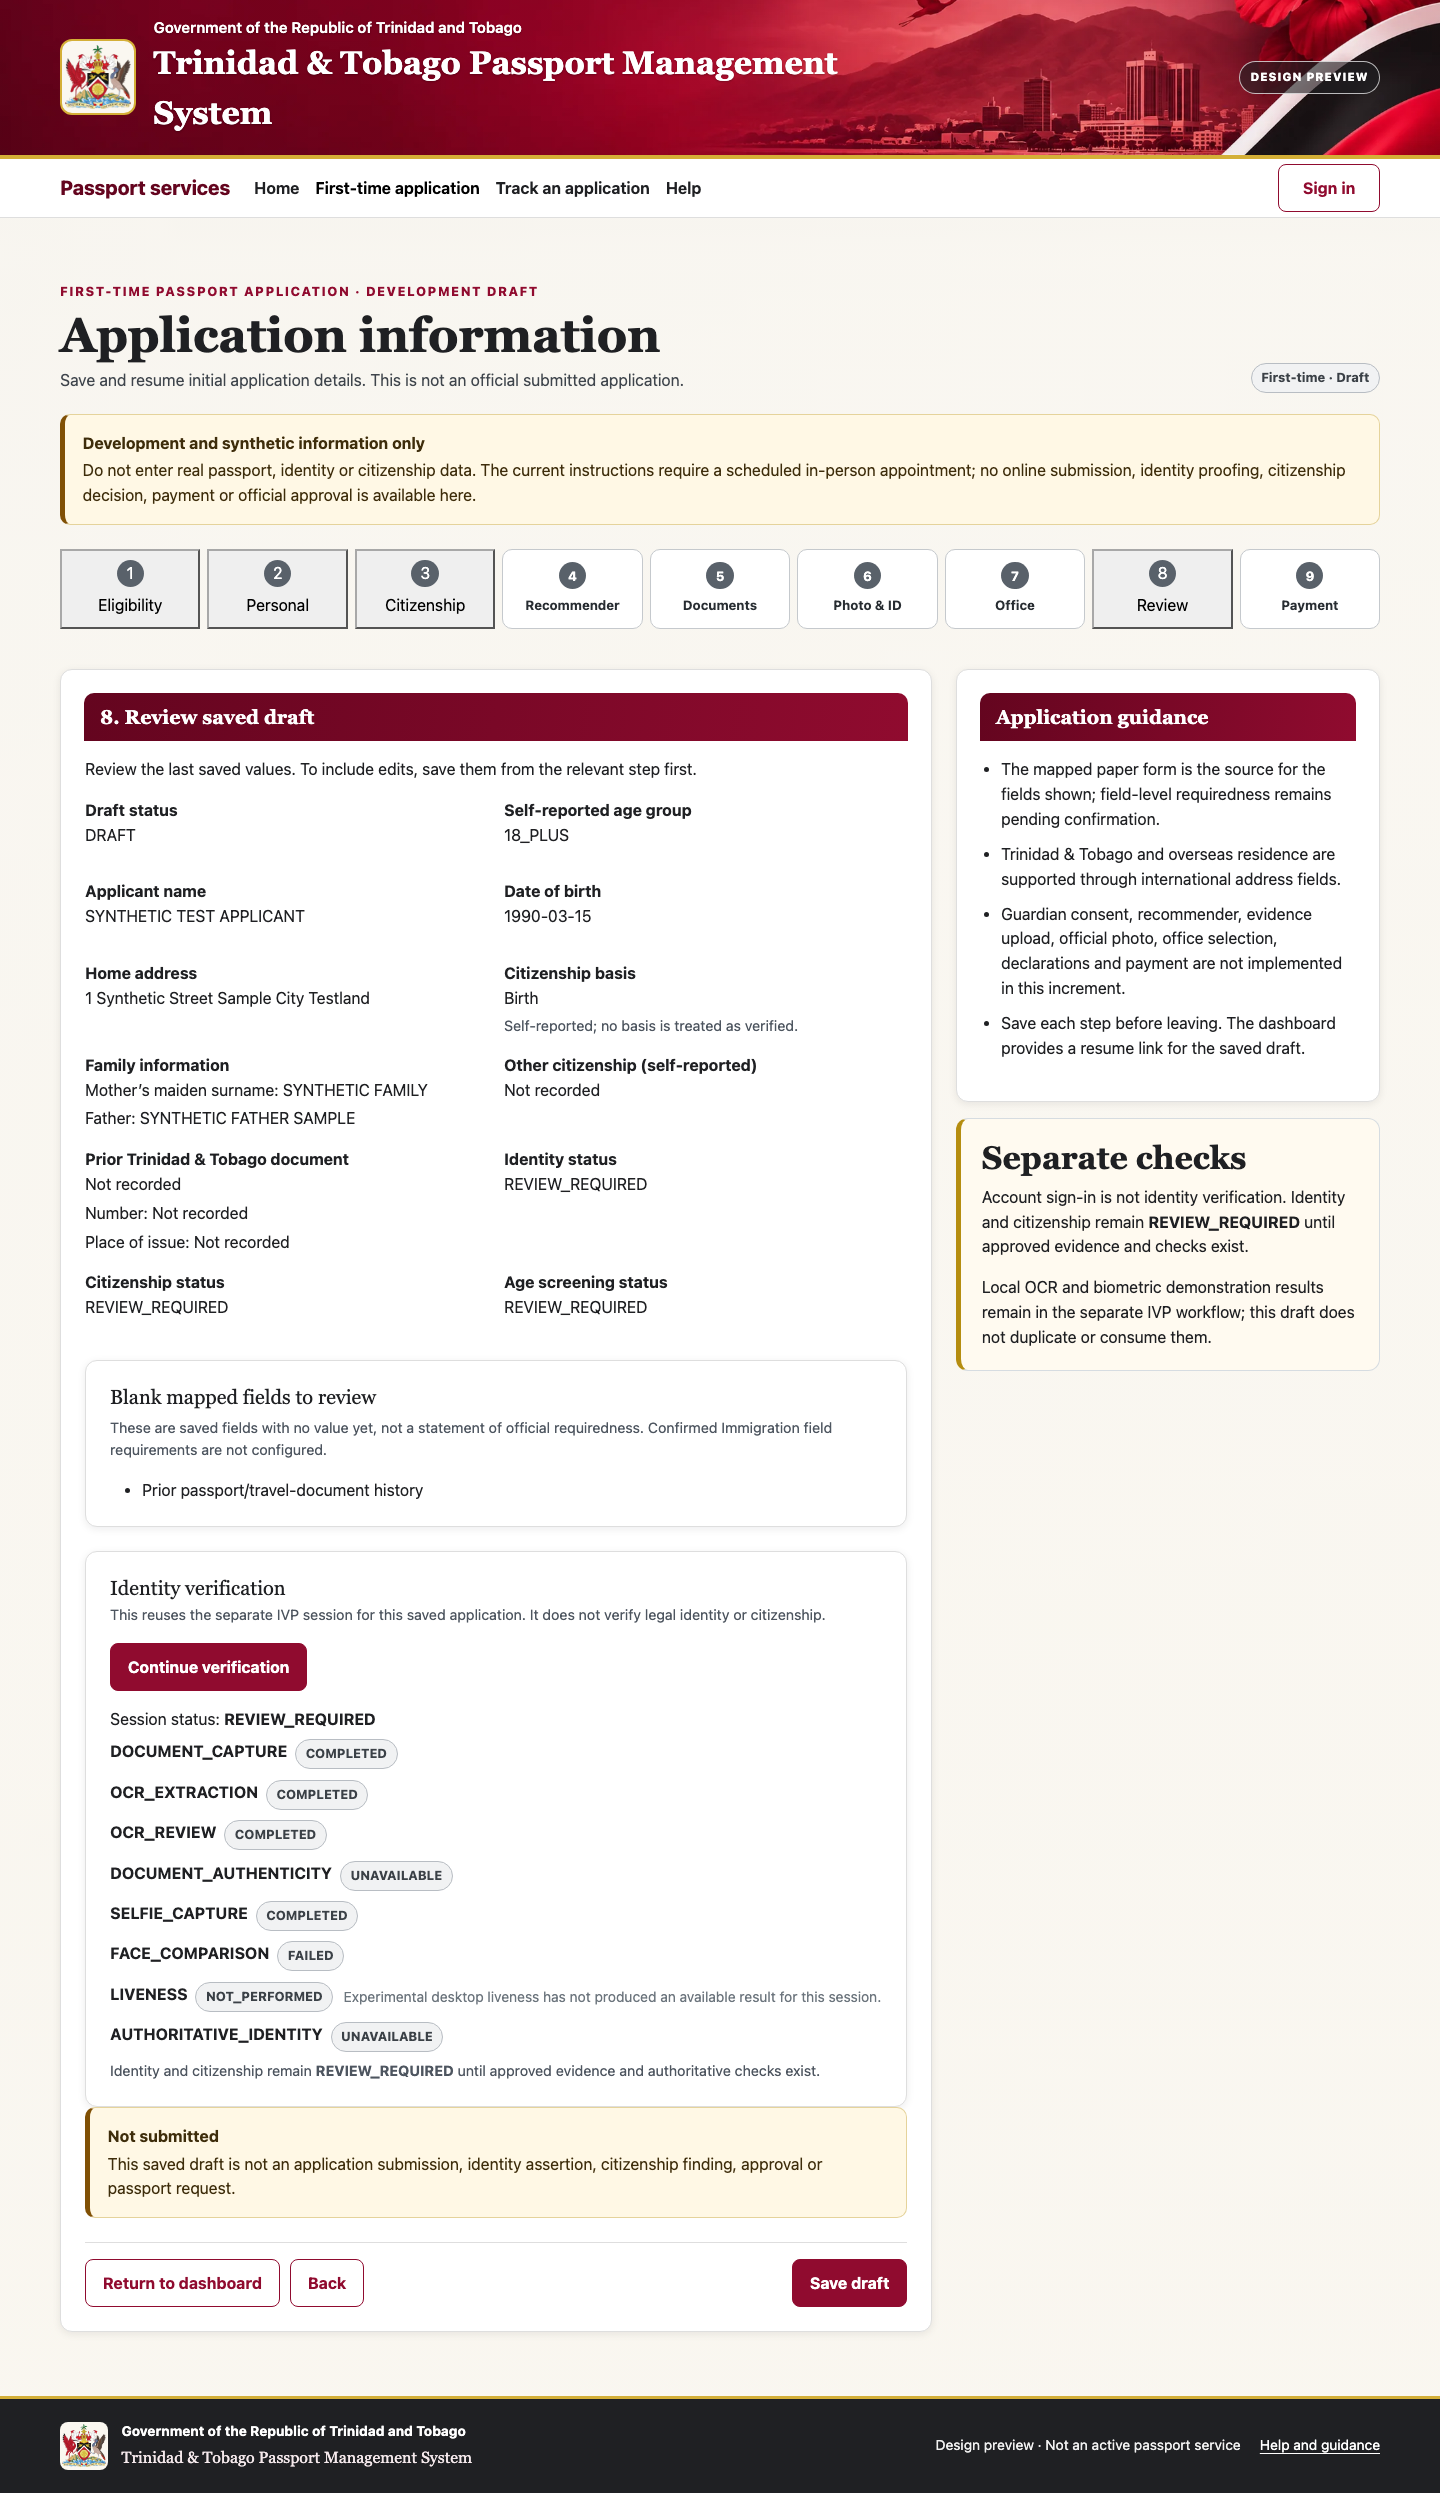 Government of the Republic of Trinidad and Tobago
Trinidad & Tobago Passport Management
System
DESIGN PREVIEW
Passport services
Home
First-time application
Track an application
Help
Sign in
FIRST-TIME PASSPORT APPLICATION · DEVELOPMENT DRAFT
Application information
Save and resume initial application details. This is not an official submitted application.
First-time · Draft
Development and synthetic information only
Do not enter real passport, identity or citizenship data. The current instructions require a scheduled in-person appointment; no online submission, identity proofing, citizenship
decision, payment or official approval is available here.
1
Eligibility
2
Personal
3
Citizenship
4
Recommender
5
Documents
6
Photo & ID
7
Office
8
Review
9
Payment
8. Review saved draft
Review the last saved values. To include edits, save them from the relevant step first.
Draft status
DRAFT
Self-reported age group
18_PLUS
Applicant name
SYNTHETIC TEST APPLICANT
Date of birth
1990-03-15
Home address
1 Synthetic Street Sample City Testland
Citizenship basis
Birth
Self-reported; no basis is treated as verified.
Family information
Mother’s maiden surname: SYNTHETIC FAMILY
Father: SYNTHETIC FATHER SAMPLE
Other citizenship (self-reported)
Not recorded
Prior Trinidad & Tobago document
Not recorded
Number: Not recorded
Place of issue: Not recorded
Identity status
REVIEW_REQUIRED
Citizenship status
REVIEW_REQUIRED
Age screening status
REVIEW_REQUIRED
Blank mapped fields to review
These are saved fields with no value yet, not a statement of official requiredness. Confirmed Immigration field
requirements are not configured.
• Prior passport/travel-document history
Identity verification
This reuses the separate IVP session for this saved application. It does not verify legal identity or citizenship.
Continue verification
Session status: REVIEW_REQUIRED
DOCUMENT_CAPTURE COMPLETED
OCR_EXTRACTION COMPLETED
OCR_REVIEW COMPLETED
DOCUMENT_AUTHENTICITY UNAVAILABLE
SELFIE_CAPTURE COMPLETED
FACE_COMPARISON FAILED
LIVENESS NOT_PERFORMED Experimental desktop liveness has not produced an available result for this session.
AUTHORITATIVE_IDENTITY UNAVAILABLE
Identity and citizenship remain REVIEW_REQUIRED until approved evidence and authoritative checks exist.
Not submitted
This saved draft is not an application submission, identity assertion, citizenship finding, approval or
passport request.
Return to dashboard
Back
Save draft
Application guidance
• The mapped paper form is the source for the
fields shown; field-level requiredness remains
pending confirmation.
• Trinidad & Tobago and overseas residence are
supported through international address fields.
• Guardian consent, recommender, evidence
upload, official photo, office selection,
declarations and payment are not implemented
in this increment.
• Save each step before leaving. The dashboard
provides a resume link for the saved draft.
Separate checks
Account sign-in is not identity verification. Identity
and citizenship remain REVIEW_REQUIRED until
approved evidence and checks exist.
Local OCR and biometric demonstration results
remain in the separate IVP workflow; this draft does
not duplicate or consume them.
Government of the Republic of Trinidad and Tobago
Trinidad & Tobago Passport Management System
Design preview · Not an active passport service
Help and guidance